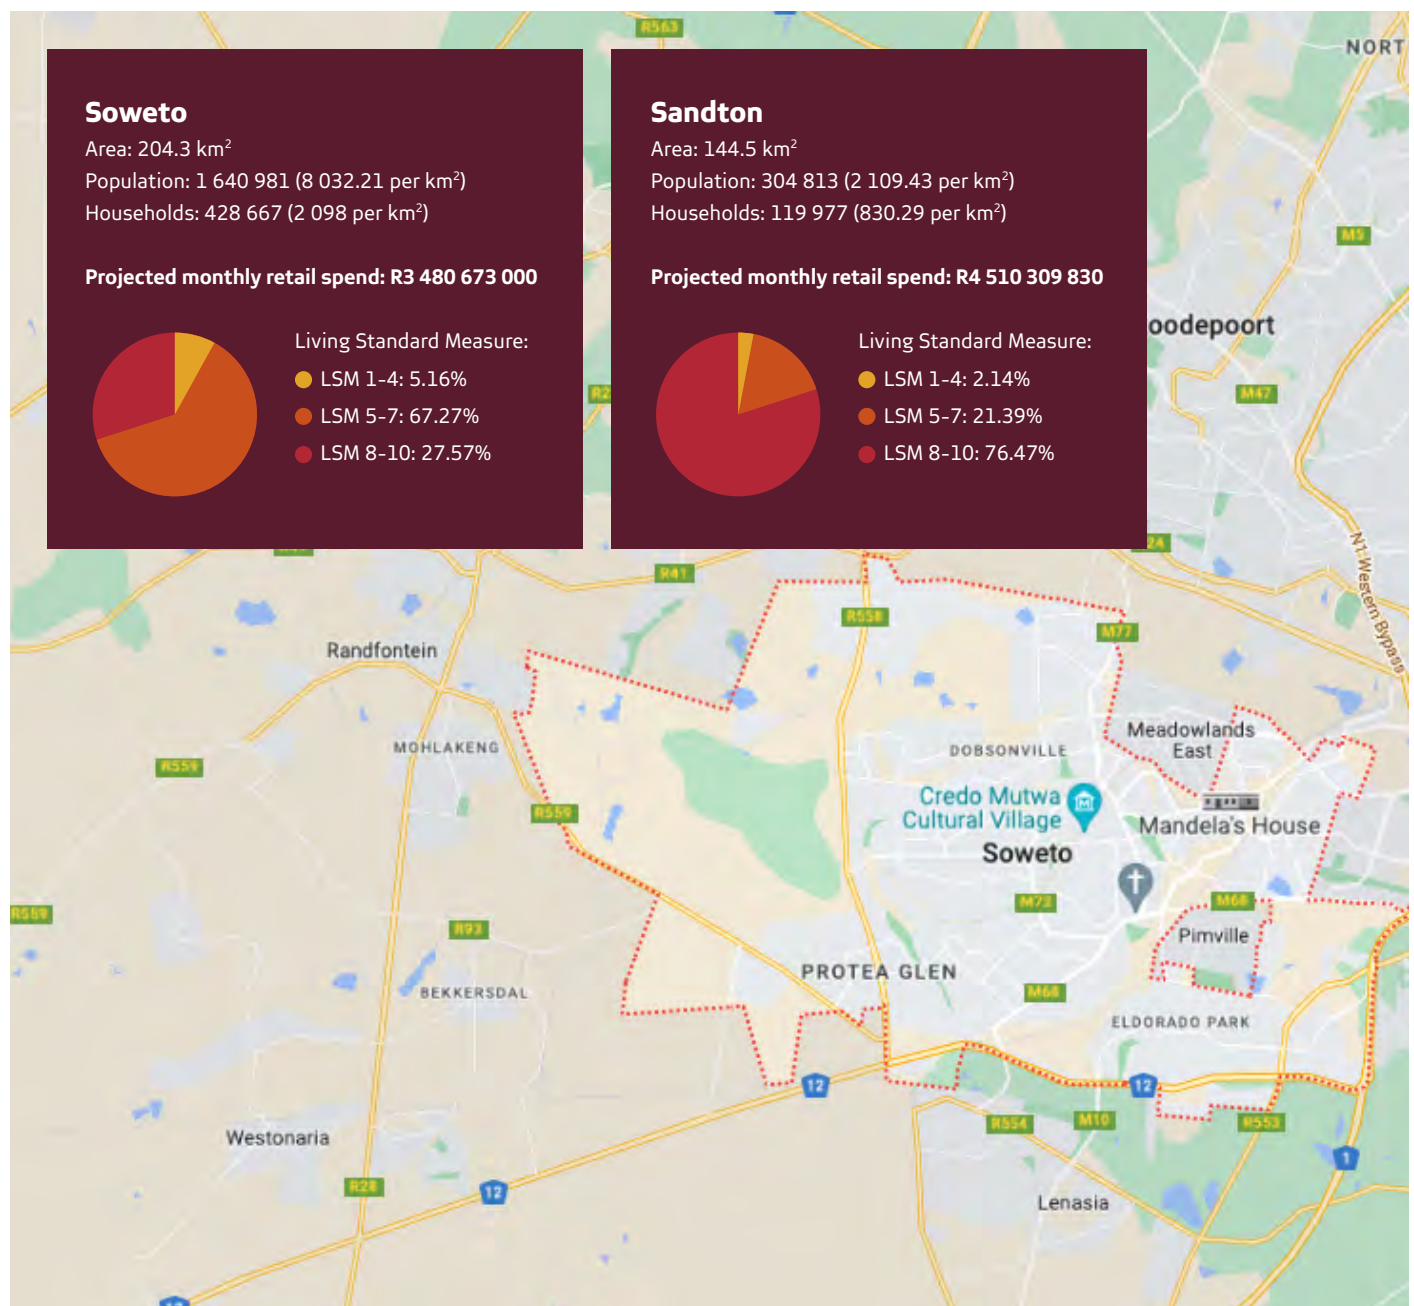 R563
NORT
Soweto
Area: 204.3 km²
Population: 1 640 981 (8 032.21 per km²)
Households: 428 667 (2 098 per km²)
Projected monthly retail spend: R3 480 673 000
Living Standard Measure:
LSM 1-4: 5.16%
LSM 5-7: 67.27%
LSM 8-10: 27.57%
Sandton
Area: 144.5 km²
Population: 304 813 (2 109.43 per km²)
Households: 119 977 (830.29 per km²)
Projected monthly retail spend: R4 510 309 830
Living Standard Measure:
LSM 1-4: 2.14%
LSM 5-7: 21.39%
LSM 8-10: 76.47%
M5
oodepoort
R2
M47
24
N1 Western Bypass
R41
R558
M77
Randfontein
Meadowlands
East
MOHLAKENG
DOBSONVILLE
R559
Credo Mutwa
Cultural Village
R559
Mandela's House
Soweto
M73
M68
R559
R93
Pimville
PROTEA GLEN
BEKKERSDAL
M68
ELDORADO PARK
12
12
R554
M10
R553
Westonaria
1
R28
12
Lenasia